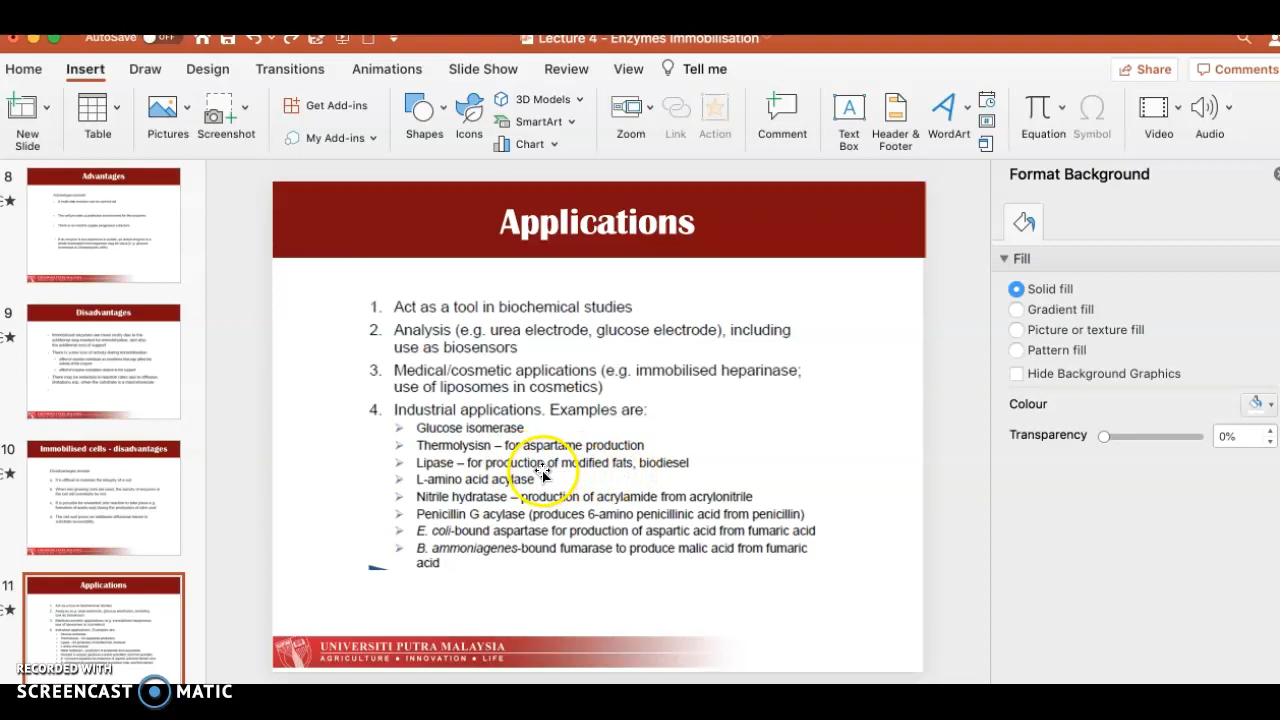 AutoSave OFF
Lecture 4 - Enzymes Immobilisation
Home Insert Draw Design Transitions Animations Slide Show Review View Tell me
Share Comments
New Slide
Table
Pictures
Screenshot
Get Add-ins
My Add-ins
Shapes
Icons
3D Models
SmartArt
Chart
Zoom
Link
Action
Comment
Text Box
Header & Footer
WordArt
Equation
Symbol
Video
Audio
8
Advantages
9
Disadvantages
10
Immobilised cells - disadvantages
11
Applications
Applications
1. Act as a tool in biochemical studies
2. Analysis (e.g. urea electrode, glucose electrode), including
use as biosensors
3. Medical/cosmetic applications (e.g. immobilised heparinase;
use of liposomes in cosmetics)
4. Industrial applications. Examples are:
Glucose isomerase
Thermolysisn – for aspartame production
Lipase – for production of modified fats, biodiesel
L-amino acid
Nitrile hydratase – of acrylamide from acrylonitrile
Penicillin G (produces 6-amino penicillinic acid from penicillin)
E. coli-bound aspartase for production of aspartic acid from fumaric acid
B. ammoniagenes-bound fumarase to produce malic acid from fumaric
acid
UNIVERSITI PUTRA MALAYSIA
AGRICULTURE • INNOVATION • LIFE
Format Background
Fill
Solid fill
Gradient fill
Picture or texture fill
Pattern fill
Hide Background Graphics
Colour
Transparency 0%
RECORDED WITH
SCREENCAST MATIC